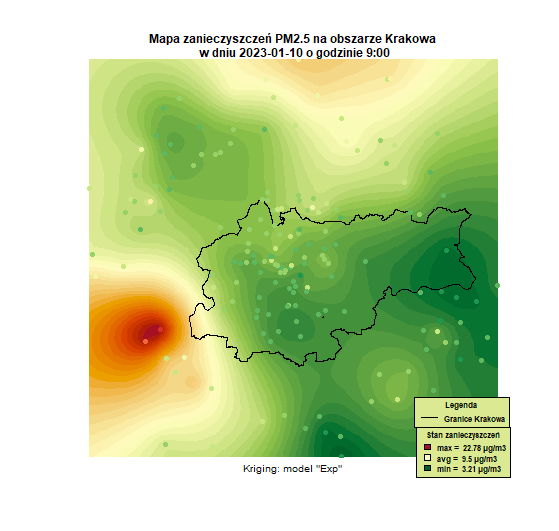 Mapa zanieczyszczeń PM2.5 na obszarze Krakowa
w dniu 2023-01-10 o godzinie 9:00
Legenda
Granice Krakowa
Stan zanieczyszczeń
max = 22.78 µg/m3
avg = 9.5 µg/m3
min = 3.21 µg/m3
Kriging: model "Exp"